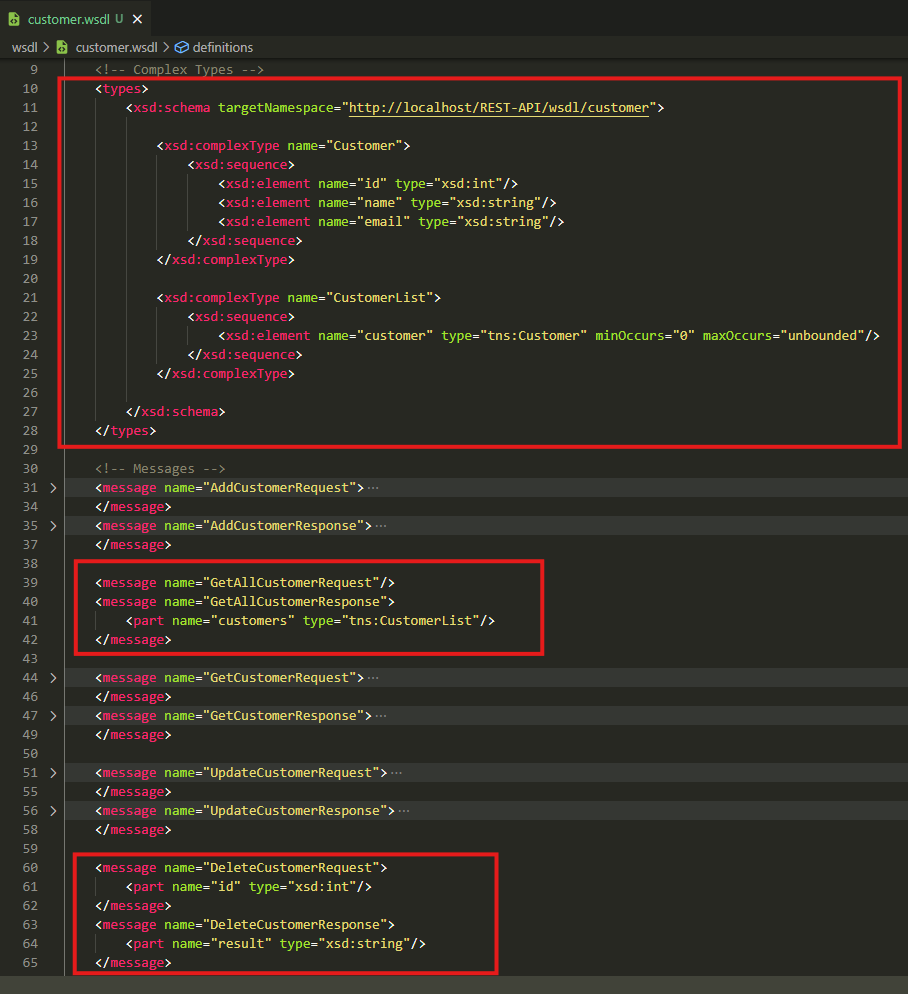 customer.wsdl U ×
wsdl > customer.wsdl > definitions
9 <!-- Complex Types -->
10 <types>
11 <xsd:schema targetNamespace="http://localhost/REST-API/wsdl/customer">
12
13 <xsd:complexType name="Customer">
14 <xsd:sequence>
15 <xsd:element name="id" type="xsd:int"/>
16 <xsd:element name="name" type="xsd:string"/>
17 <xsd:element name="email" type="xsd:string"/>
18 </xsd:sequence>
19 </xsd:complexType>
20
21 <xsd:complexType name="CustomerList">
22 <xsd:sequence>
23 <xsd:element name="customer" type="tns:Customer" minOccurs="0" maxOccurs="unbounded"/>
24 </xsd:sequence>
25 </xsd:complexType>
26
27 </xsd:schema>
28 </types>
29
30 <!-- Messages -->
31 > <message name="AddCustomerRequest">···
34 </message>
35 > <message name="AddCustomerResponse">···
37 </message>
38
39 <message name="GetAllCustomerRequest"/>
40 <message name="GetAllCustomerResponse">
41 <part name="customers" type="tns:CustomerList"/>
42 </message>
43
44 > <message name="GetCustomerRequest">···
46 </message>
47 > <message name="GetCustomerResponse">···
49 </message>
50
51 > <message name="UpdateCustomerRequest">···
55 </message>
56 > <message name="UpdateCustomerResponse">···
58 </message>
59
60 <message name="DeleteCustomerRequest">
61 <part name="id" type="xsd:int"/>
62 </message>
63 <message name="DeleteCustomerResponse">
64 <part name="result" type="xsd:string"/>
65 </message>